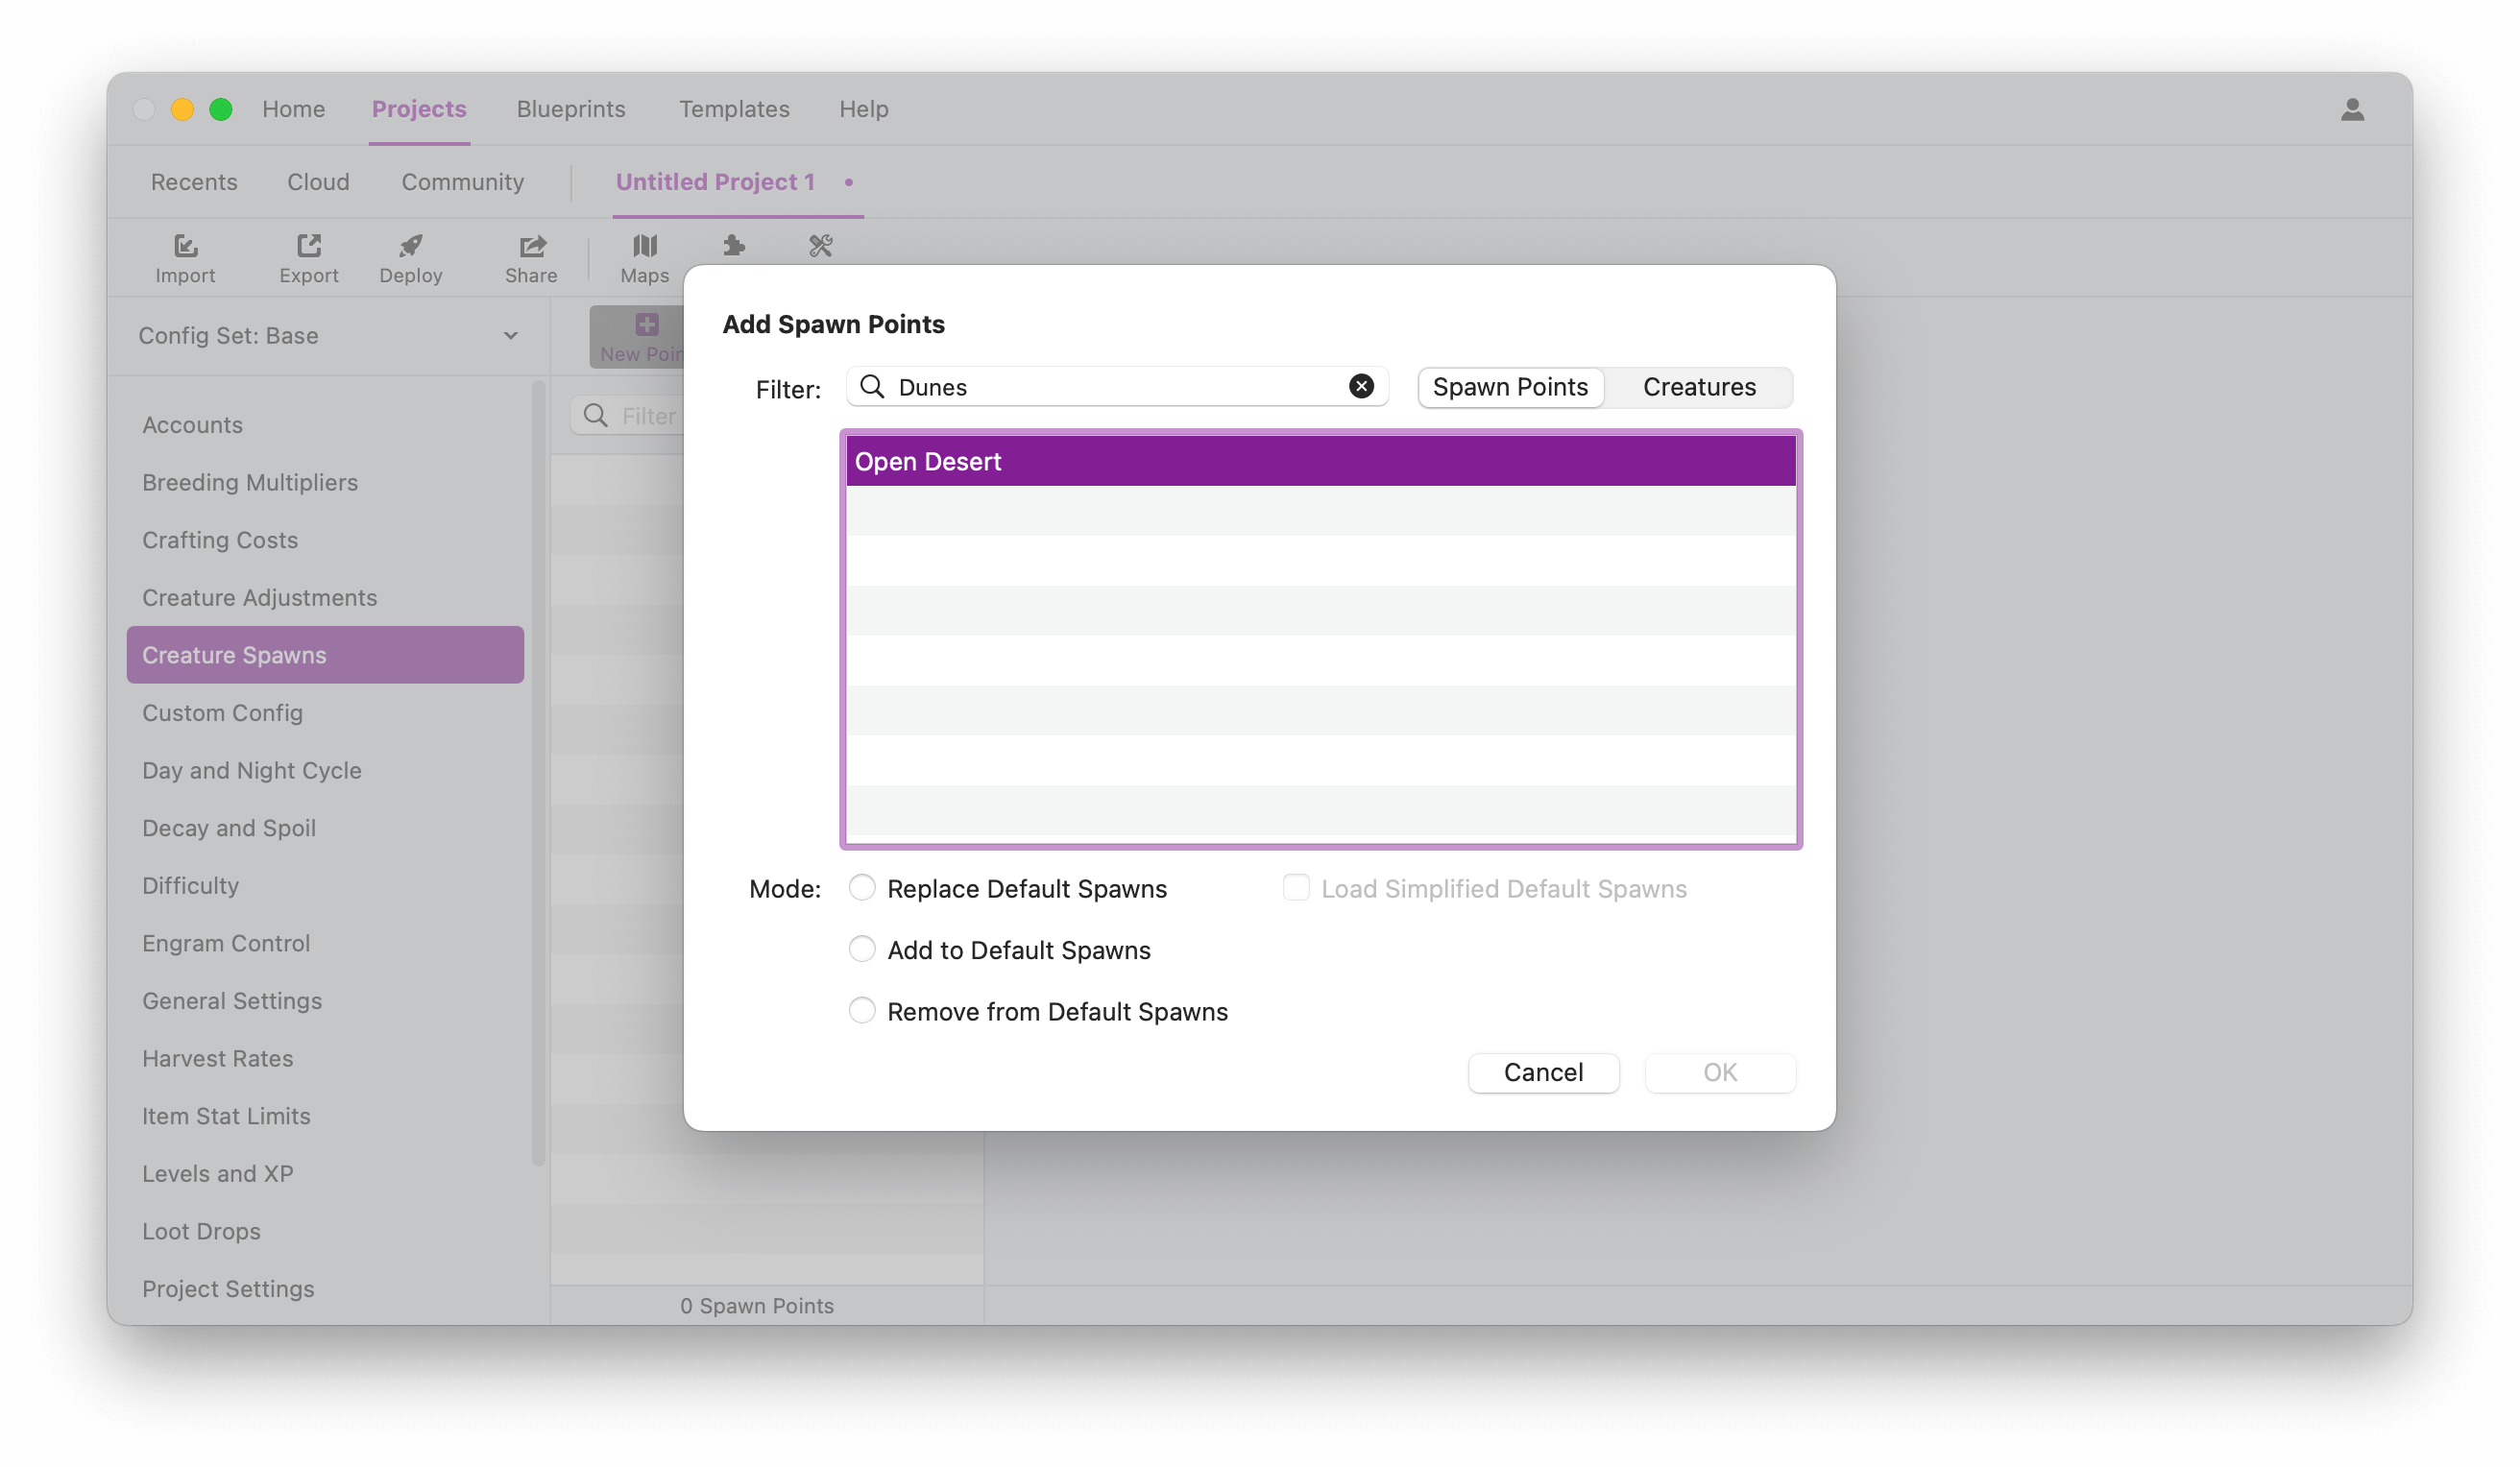 Home Projects Blueprints Templates Help
Recents Cloud Community Untitled Project 1 •
Import Export Deploy Share Maps
Config Set: Base
New Poin
Filter
Accounts
Breeding Multipliers
Crafting Costs
Creature Adjustments
Creature Spawns
Custom Config
Day and Night Cycle
Decay and Spoil
Difficulty
Engram Control
General Settings
Harvest Rates
Item Stat Limits
Levels and XP
Loot Drops
Project Settings
0 Spawn Points
Add Spawn Points
Filter: Dunes Spawn Points Creatures
Open Desert
Mode: Replace Default Spawns Load Simplified Default Spawns
Add to Default Spawns
Remove from Default Spawns
Cancel OK